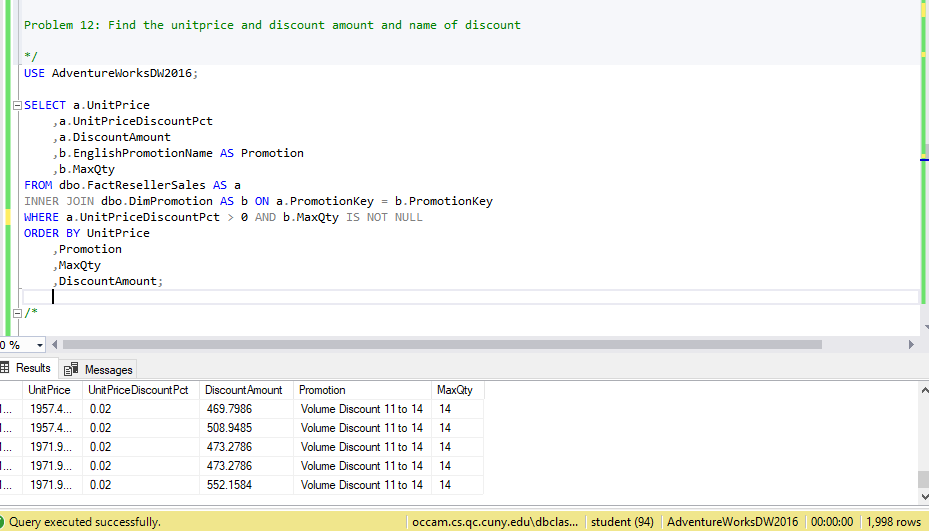 Problem 12: Find the unitprice and discount amount and name of discount
*/
USE AdventureWorksDW2016;
SELECT a.UnitPrice
,a.UnitPriceDiscountPct
,a.DiscountAmount
,b.EnglishPromotionName AS Promotion
,b.MaxQty
FROM dbo.FactResellerSales AS a
INNER JOIN dbo.DimPromotion AS b ON a.PromotionKey = b.PromotionKey
WHERE a.UnitPriceDiscountPct > 0 AND b.MaxQty IS NOT NULL
ORDER BY UnitPrice
,Promotion
,MaxQty
,DiscountAmount;
/*
0 %
Results Messages
UnitPrice UnitPriceDiscountPct DiscountAmount Promotion MaxQty
1... 1957.4... 0.02 469.7986 Volume Discount 11 to 14 14
1... 1957.4... 0.02 508.9485 Volume Discount 11 to 14 14
1... 1971.9... 0.02 473.2786 Volume Discount 11 to 14 14
1... 1971.9... 0.02 473.2786 Volume Discount 11 to 14 14
1... 1971.9... 0.02 552.1584 Volume Discount 11 to 14 14
Query executed successfully. occam.cs.qc.cuny.edu\dbclas... student (94) AdventureWorksDW2016 00:00:00 1,998 rows